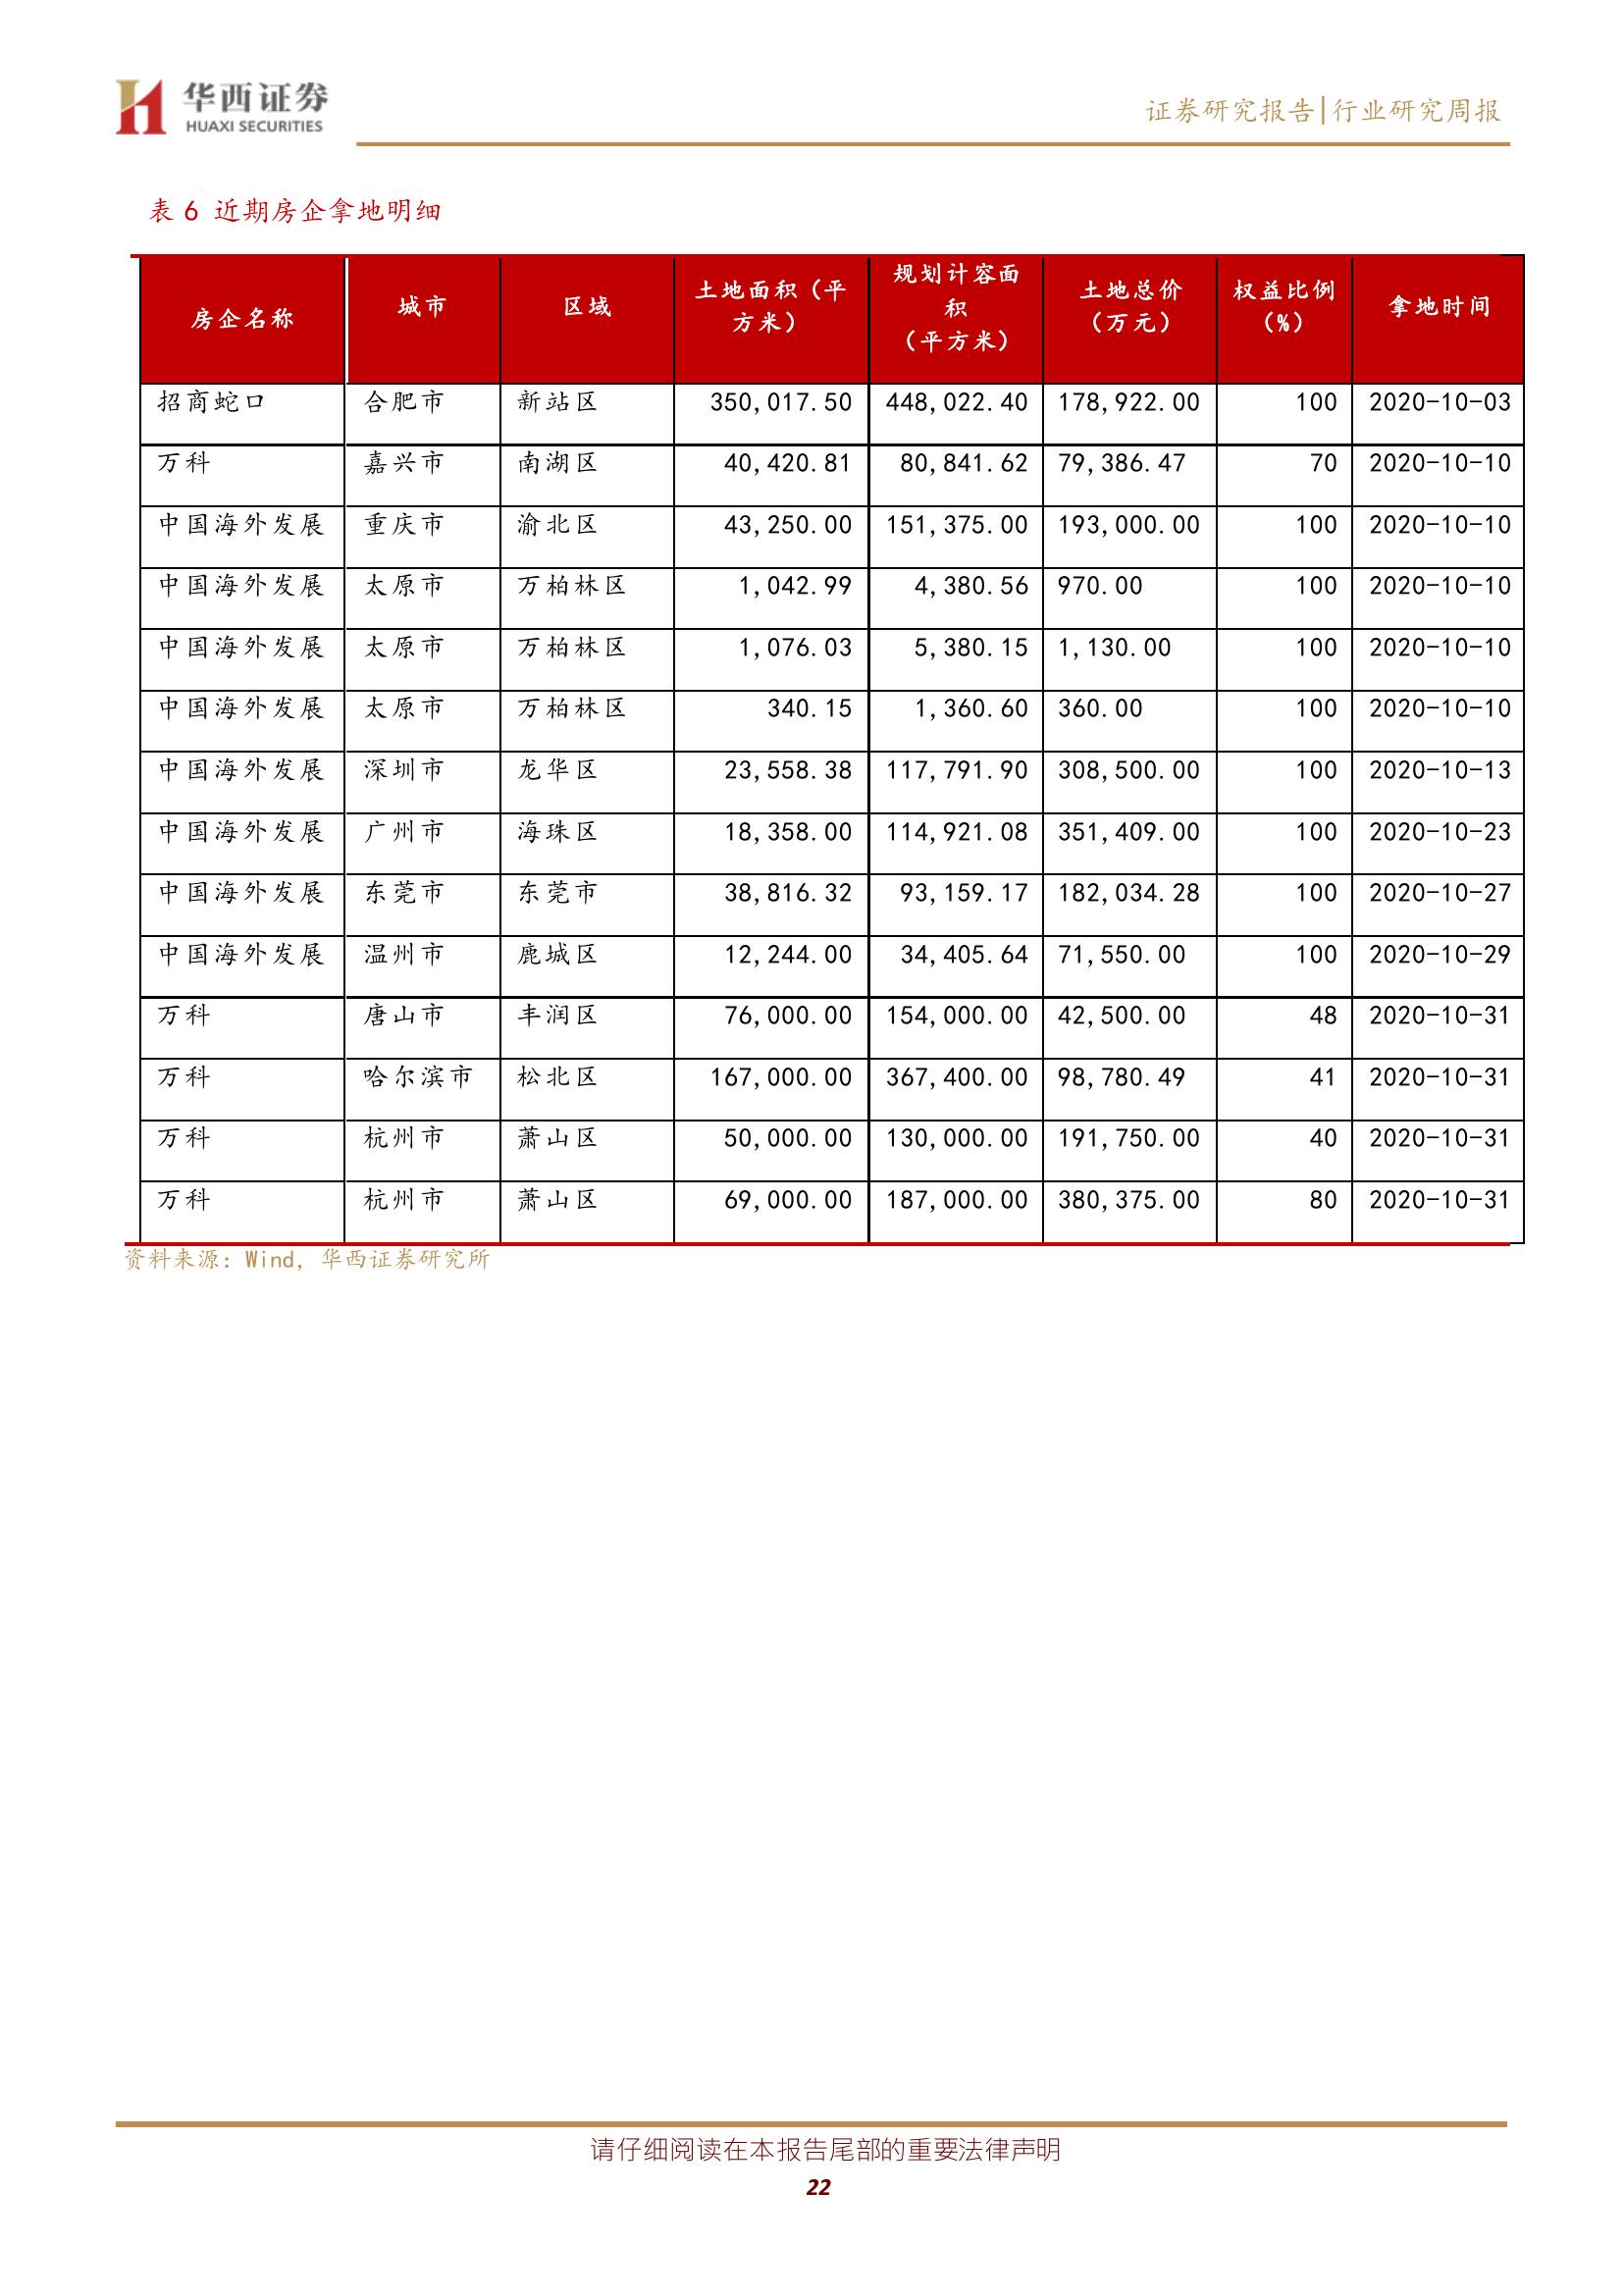 华西证券
HUAXI SECURITIES
证券研究报告|行业研究周报
表 6 近期房企拿地明细
房企名称 城市 区域 土地面积（平方米） 规划计容面积（平方米） 土地总价（万元） 权益比例（%） 拿地时间
招商蛇口 合肥市 新站区 350,017.50 448,022.40 178,922.00 100 2020-10-03
万科 嘉兴市 南湖区 40,420.81 80,841.62 79,386.47 70 2020-10-10
中国海外发展 重庆市 渝北区 43,250.00 151,375.00 193,000.00 100 2020-10-10
中国海外发展 太原市 万柏林区 1,042.99 4,380.56 970.00 100 2020-10-10
中国海外发展 太原市 万柏林区 1,076.03 5,380.15 1,130.00 100 2020-10-10
中国海外发展 太原市 万柏林区 340.15 1,360.60 360.00 100 2020-10-10
中国海外发展 深圳市 龙华区 23,558.38 117,791.90 308,500.00 100 2020-10-13
中国海外发展 广州市 海珠区 18,358.00 114,921.08 351,409.00 100 2020-10-23
中国海外发展 东莞市 东莞市 38,816.32 93,159.17 182,034.28 100 2020-10-27
中国海外发展 温州市 鹿城区 12,244.00 34,405.64 71,550.00 100 2020-10-29
万科 唐山市 丰润区 76,000.00 154,000.00 42,500.00 48 2020-10-31
万科 哈尔滨市 松北区 167,000.00 367,400.00 98,780.49 41 2020-10-31
万科 杭州市 萧山区 50,000.00 130,000.00 191,750.00 40 2020-10-31
万科 杭州市 萧山区 69,000.00 187,000.00 380,375.00 80 2020-10-31
资料来源：Wind，华西证券研究所
请仔细阅读在本报告尾部的重要法律声明
22